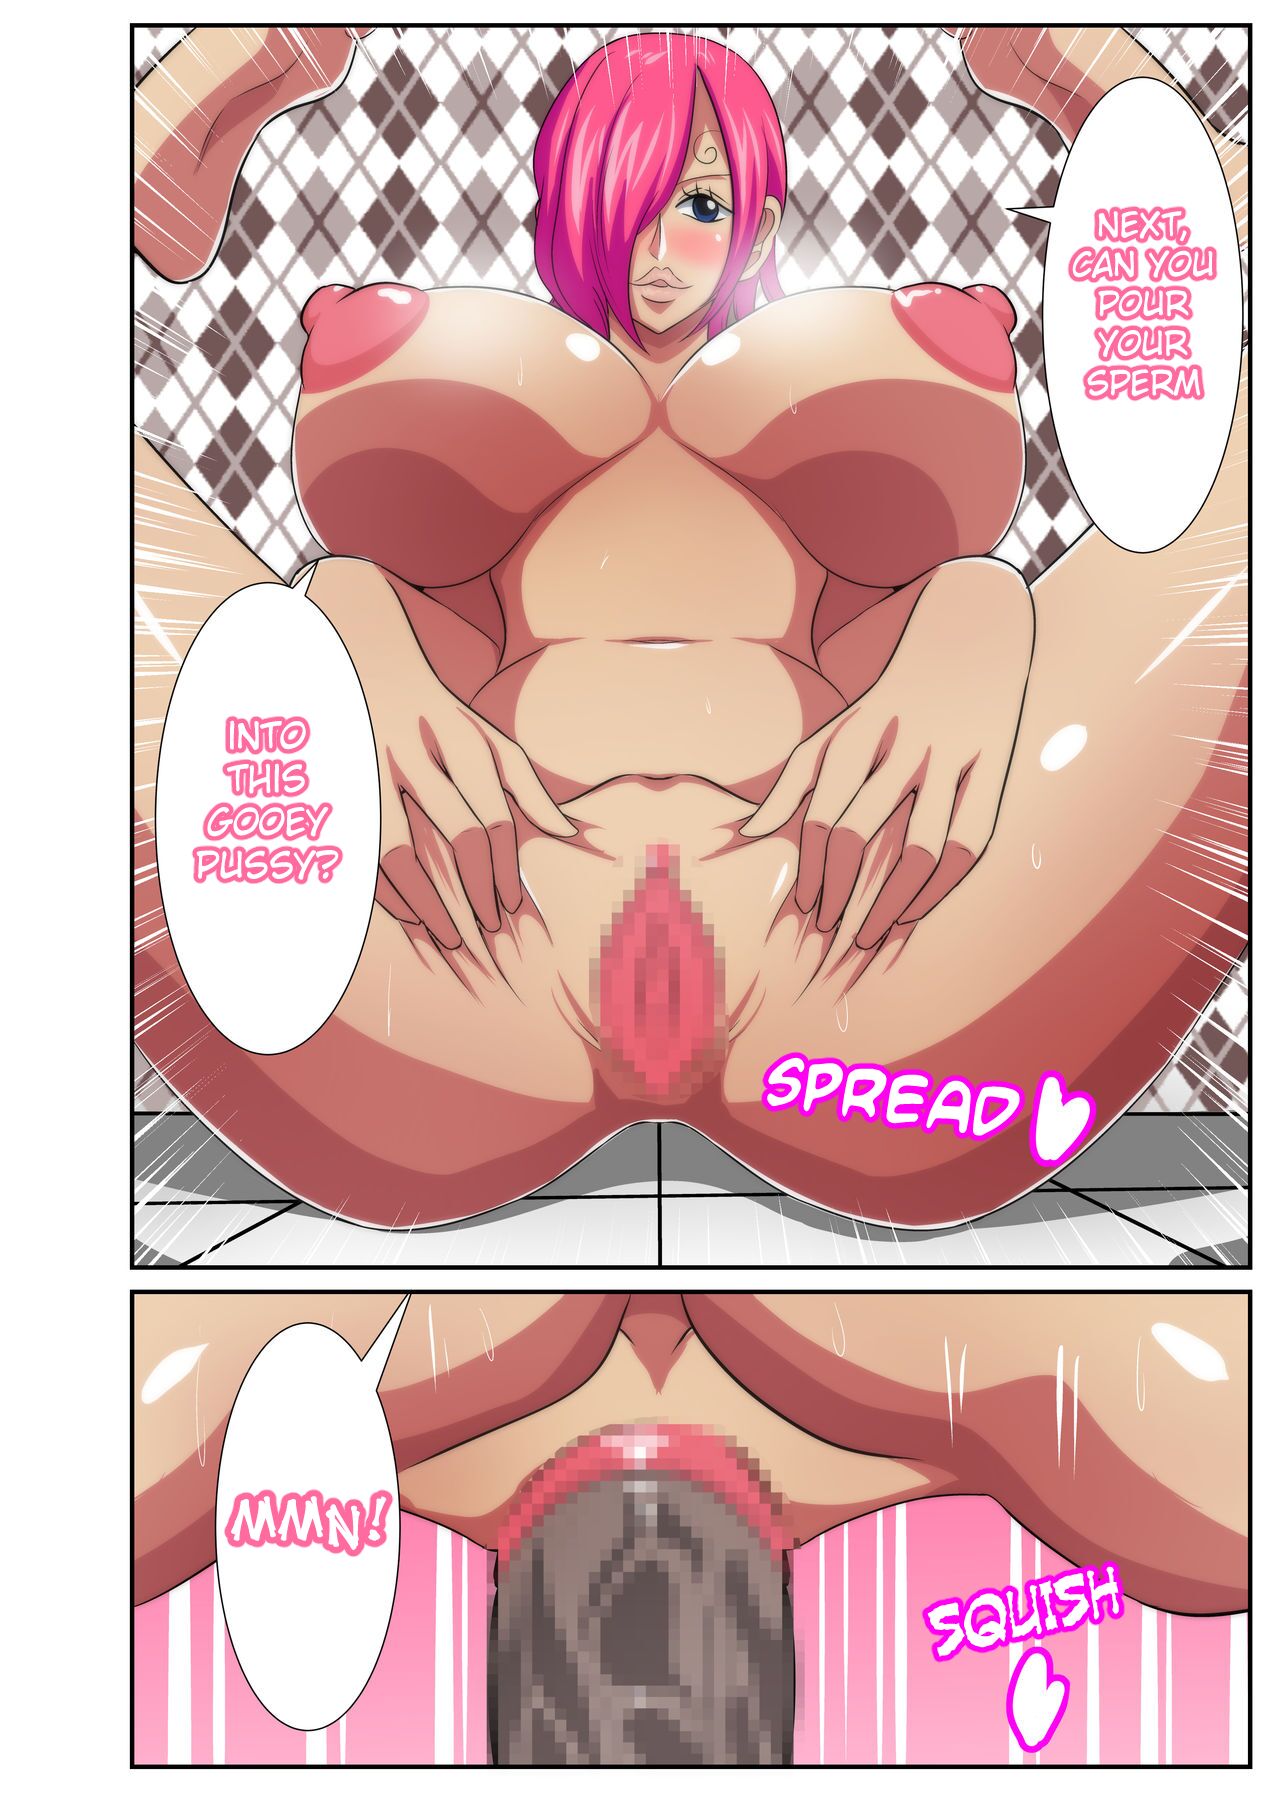 NEXT,
CAN YOU
POUR
YOUR
SPERM
INTO
THIS
GOOEY
PUSSY?
SPREAD
MMN!
SQUISH